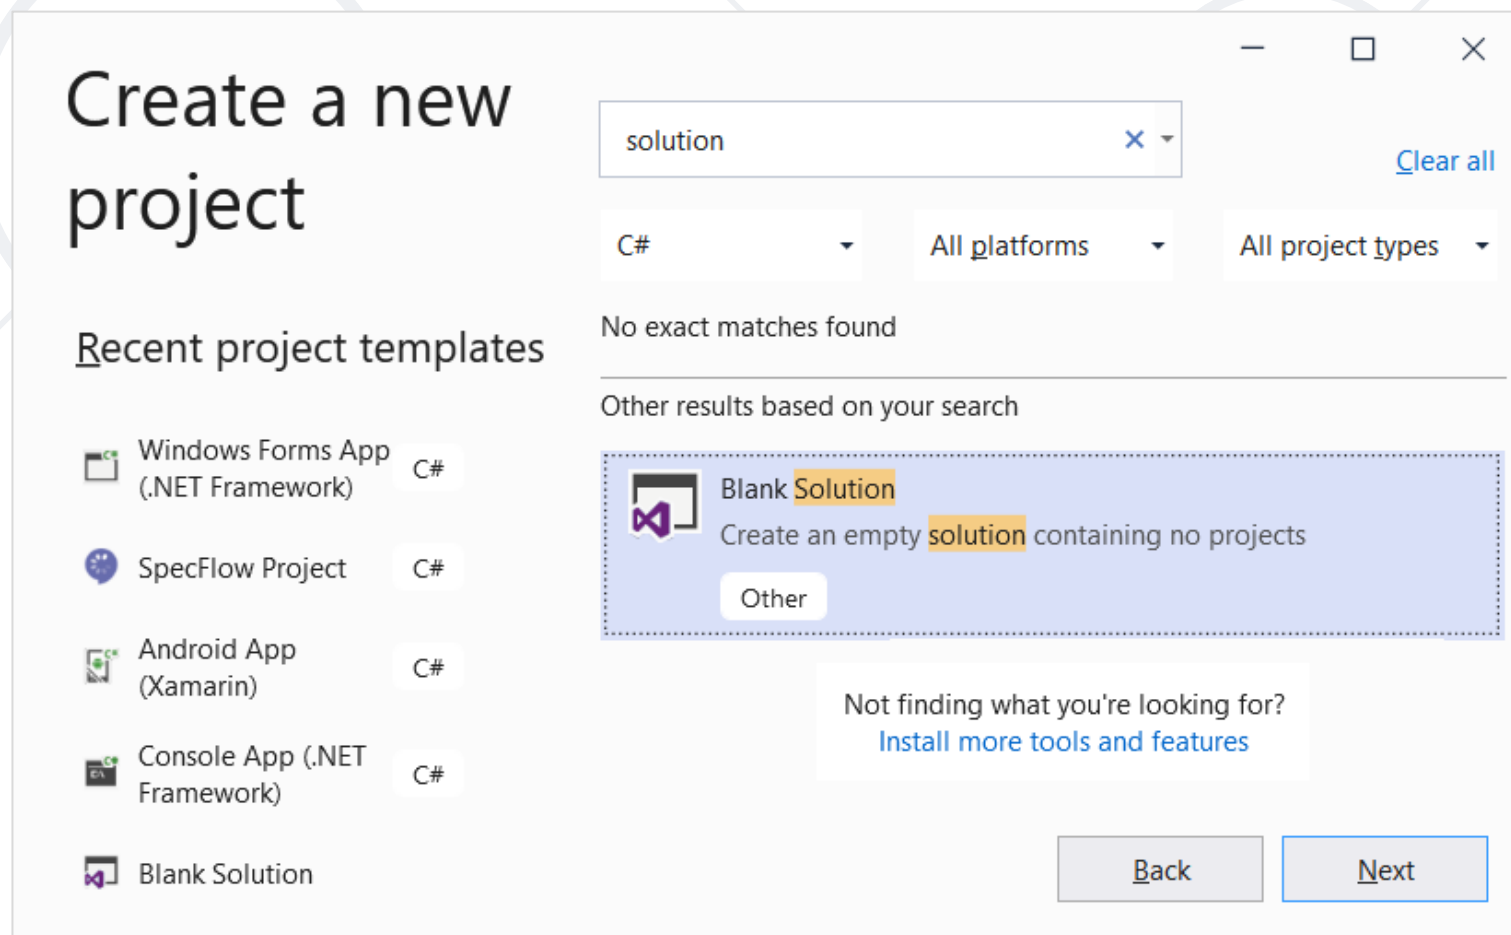 Create a new
project
Recent project templates
Windows Forms App
(.NET Framework)
C#
SpecFlow Project
C#
Android App
(Xamarin)
C#
Console App (.NET
Framework)
C#
Blank Solution
solution
Clear all
C#
All platforms
All project types
No exact matches found
Other results based on your search
Blank Solution
Create an empty solution containing no projects
Other
Not finding what you're looking for?
Install more tools and features
Back
Next